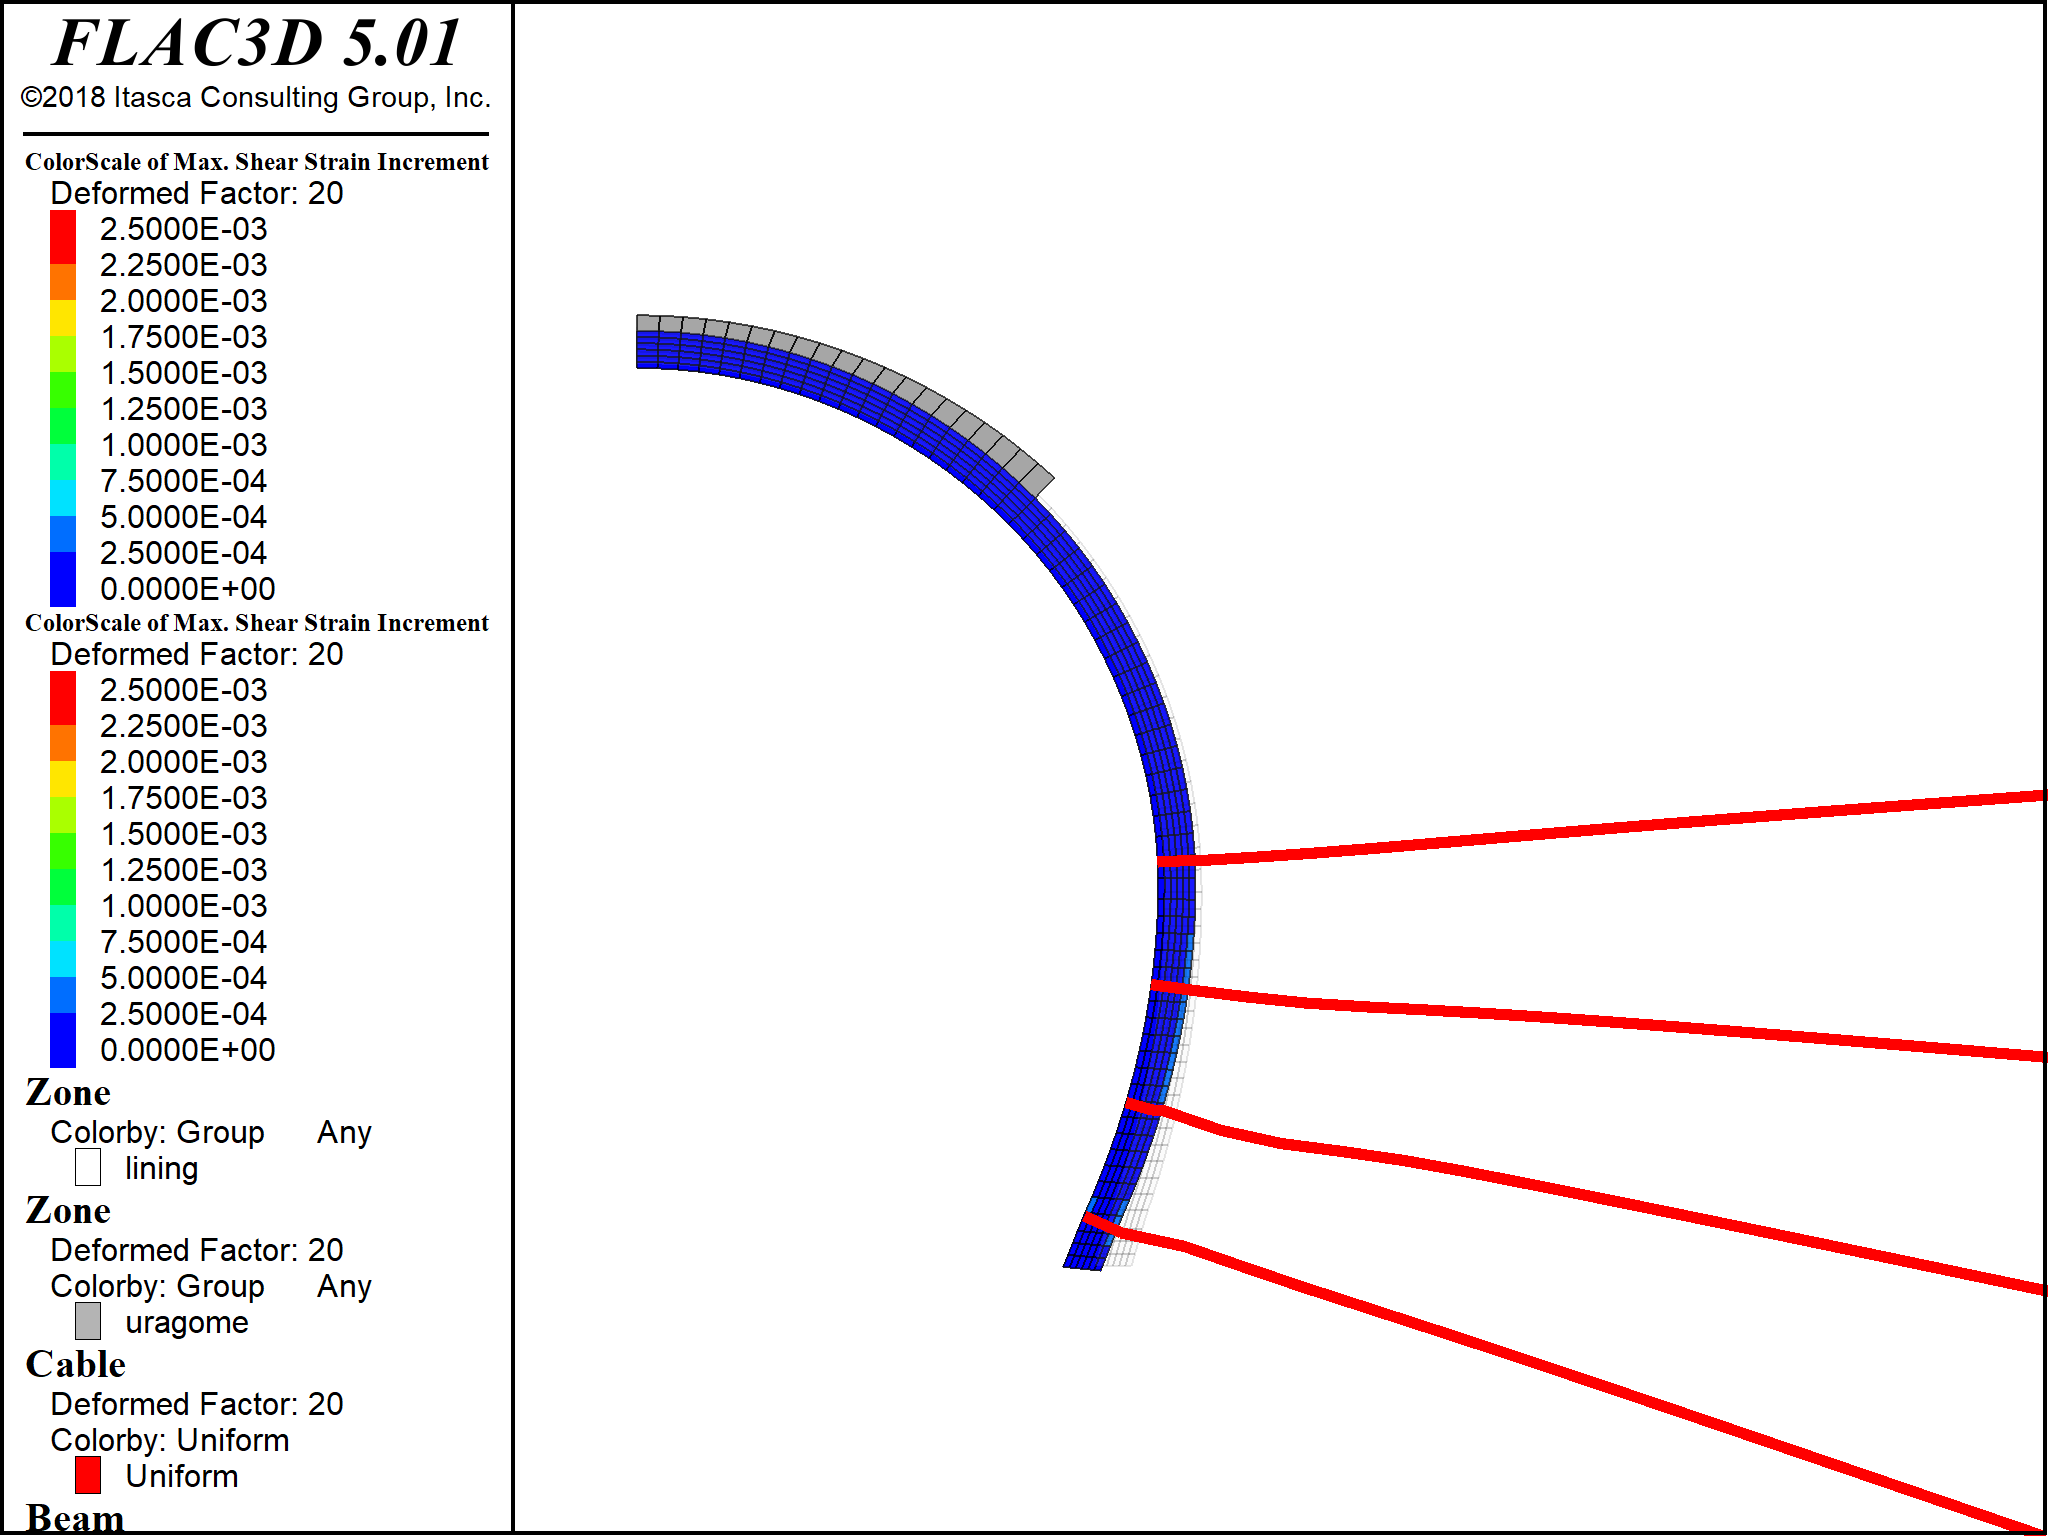 FLAC3D 5.01
©2018 Itasca Consulting Group, Inc.
ColorScale of Max. Shear Strain Increment
Deformed Factor: 20
2.5000E-03
2.2500E-03
2.0000E-03
1.7500E-03
1.5000E-03
1.2500E-03
1.0000E-03
7.5000E-04
5.0000E-04
2.5000E-04
0.0000E+00
ColorScale of Max. Shear Strain Increment
Deformed Factor: 20
2.5000E-03
2.2500E-03
2.0000E-03
1.7500E-03
1.5000E-03
1.2500E-03
1.0000E-03
7.5000E-04
5.0000E-04
2.5000E-04
0.0000E+00
Zone
Colorby: Group Any
lining
Zone
Deformed Factor: 20
Colorby: Group Any
uragome
Cable
Deformed Factor: 20
Colorby: Uniform
Uniform
Beam